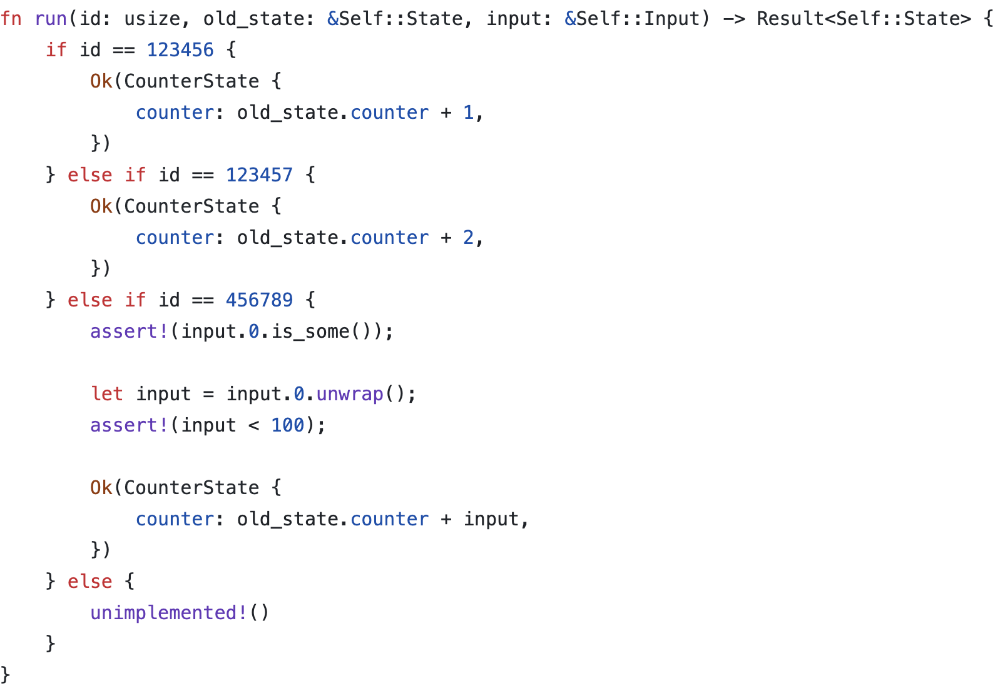 fn run(id: usize, old_state: &Self::State, input: &Self::Input) -> Result<Self::State> {
    if id == 123456 {
        Ok(CounterState {
            counter: old_state.counter + 1,
        })
    } else if id == 123457 {
        Ok(CounterState {
            counter: old_state.counter + 2,
        })
    } else if id == 456789 {
        assert!(input.0.is_some());

        let input = input.0.unwrap();
        assert!(input < 100);

        Ok(CounterState {
            counter: old_state.counter + input,
        })
    } else {
        unimplemented!()
    }
}